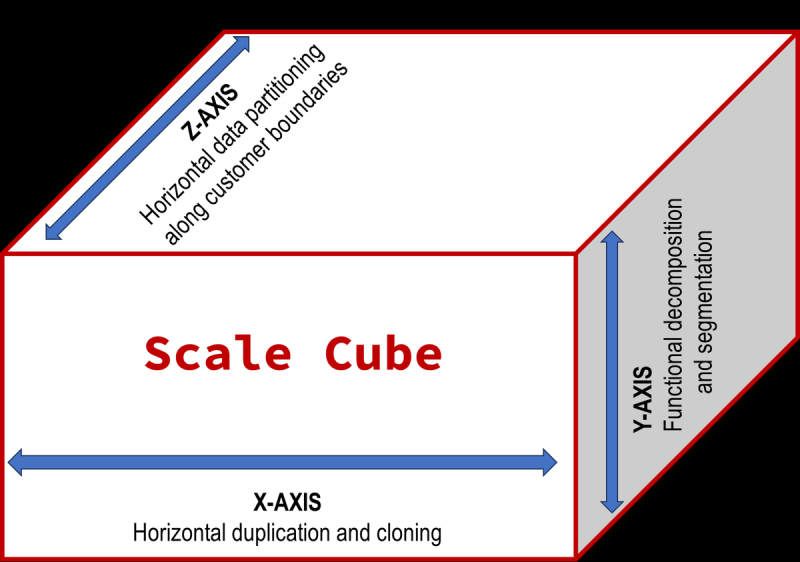 Z-AXIS
Horizontal data partitioning
along customer boundaries
Scale Cube
Y-AXIS
Functional decomposition
and segmentation
X-AXIS
Horizontal duplication and cloning